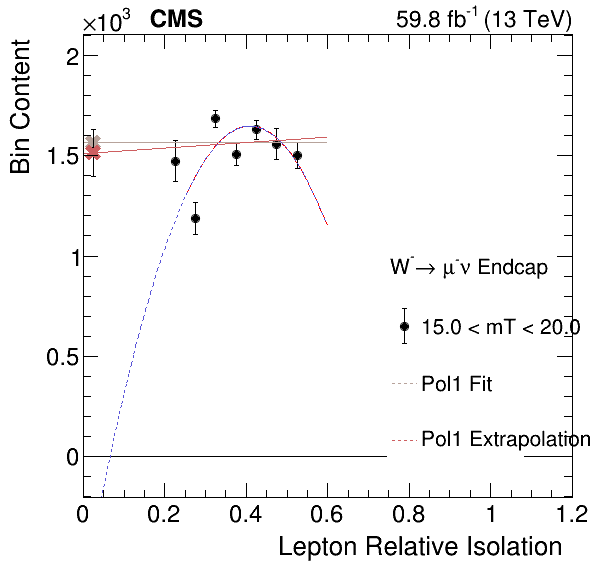 ×10³
CMS
59.8 fb⁻¹ (13 TeV)
Bin Content
2
1.5
1
0.5
0
W⁻→ μ⁻ν Endcap
15.0 < mT < 20.0
Pol1 Fit
Pol1 Extrapolation
0 0.2 0.4 0.6 0.8 1 1.2
Lepton Relative Isolation